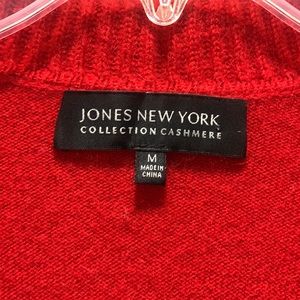 JONES NEW YORK
COLLECTION CASHMERE
M
MADE IN
CHINA